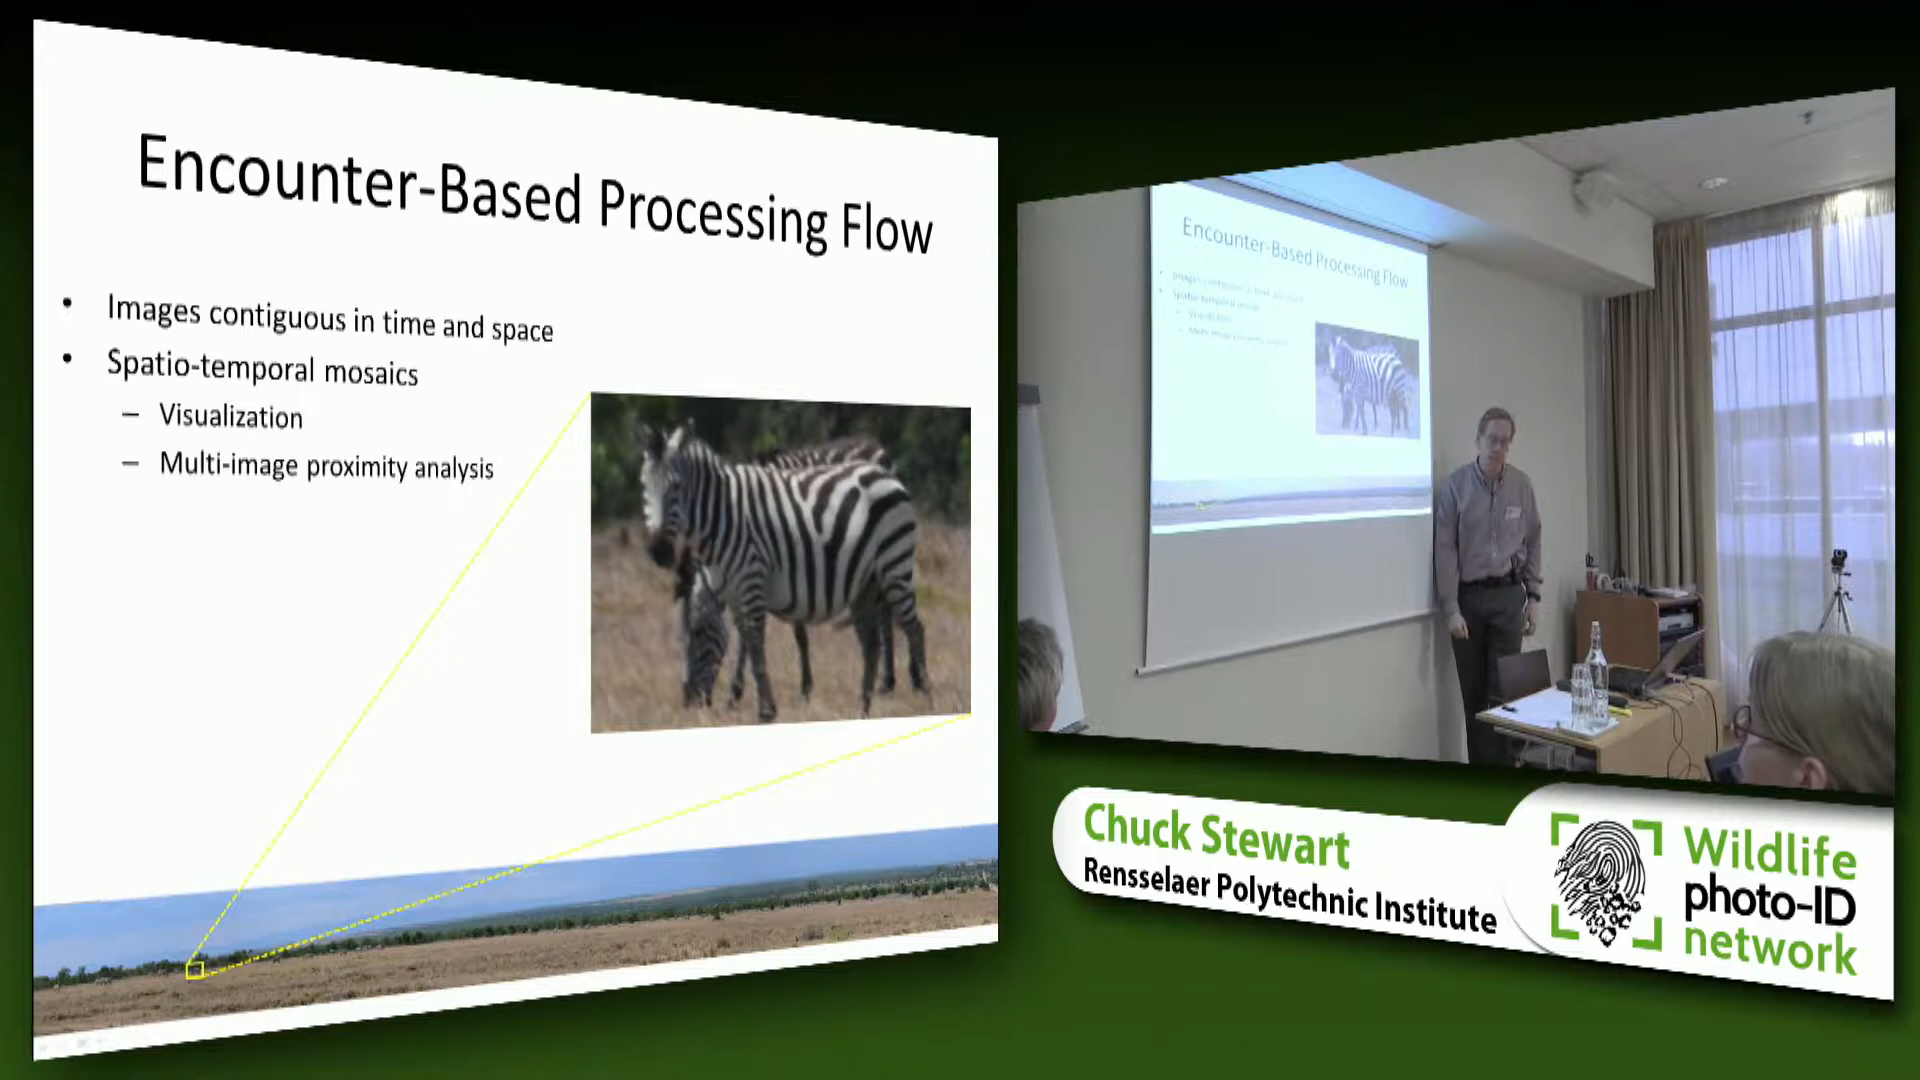 Encounter-Based Processing Flow
• Images contiguous in time and space
• Spatio-temporal mosaics
– Visualization
– Multi-image proximity analysis
Encounter-Based Processing Flow
Chuck Stewart
Rensselaer Polytechnic Institute
Wildlife
photo-ID
network